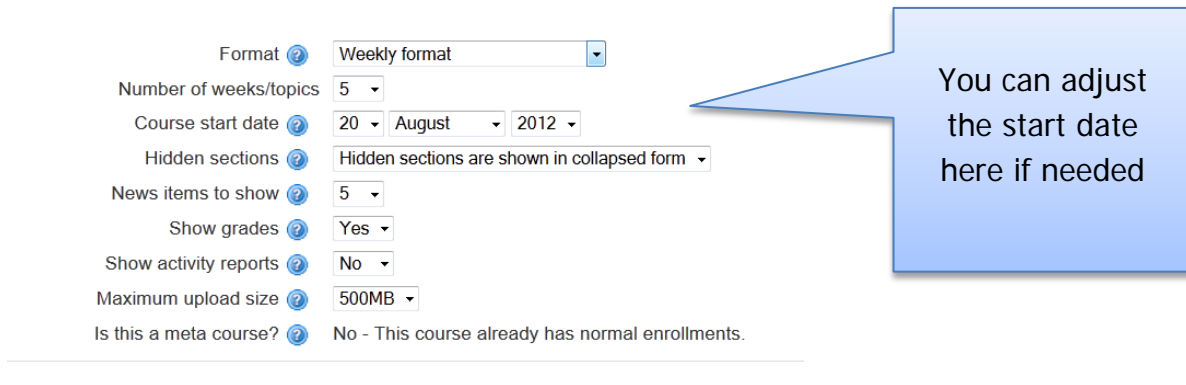 Format Weekly format
Number of weeks/topics 5
Course start date 20 August 2012
Hidden sections Hidden sections are shown in collapsed form
News items to show 5
Show grades Yes
Show activity reports No
Maximum upload size 500MB
Is this a meta course? No - This course already has normal enrollments.
You can adjust
the start date
here if needed